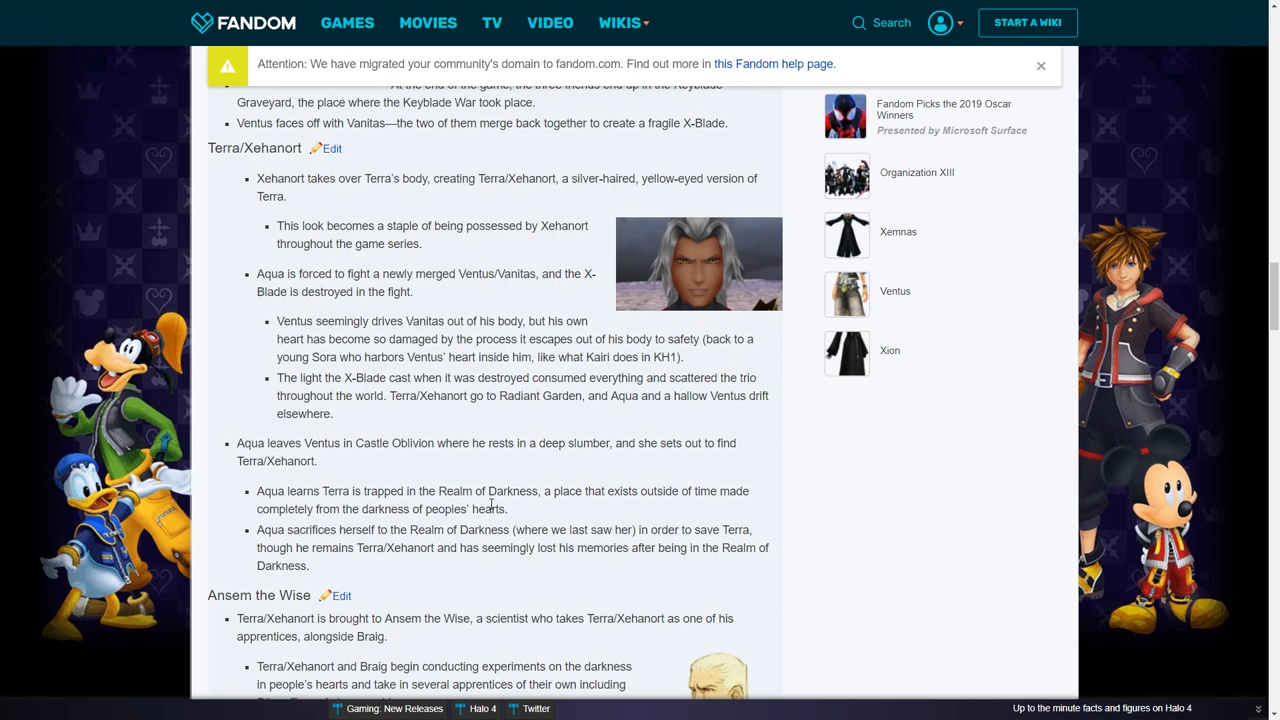 FANDOM
GAMES
MOVIES
TV
VIDEO
WIKIS
Search
START A WIKI
Attention: We have migrated your community's domain to fandom.com. Find out more in this Fandom help page.
At the end of the game, the three friends end up in the Keyblade
Graveyard, the place where the Keyblade War took place.
Ventus faces off with Vanitas—the two of them merge back together to create a fragile X-Blade.
Terra/Xehanort Edit
Xehanort takes over Terra's body, creating Terra/Xehanort, a silver-haired, yellow-eyed version of
Terra.
This look becomes a staple of being possessed by Xehanort
throughout the game series.
Aqua is forced to fight a newly merged Ventus/Vanitas, and the X-
Blade is destroyed in the fight.
Ventus seemingly drives Vanitas out of his body, but his own
heart has become so damaged by the process it escapes out of his body to safety (back to a
young Sora who harbors Ventus' heart inside him, like what Kairi does in KH1).
The light the X-Blade cast when it was destroyed consumed everything and scattered the trio
throughout the world. Terra/Xehanort go to Radiant Garden, and Aqua and a hallow Ventus drift
elsewhere.
Aqua leaves Ventus in Castle Oblivion where he rests in a deep slumber, and she sets out to find
Terra/Xehanort.
Aqua learns Terra is trapped in the Realm of Darkness, a place that exists outside of time made
completely from the darkness of peoples' hearts.
Aqua sacrifices herself to the Realm of Darkness (where we last saw her) in order to save Terra,
though he remains Terra/Xehanort and has seemingly lost his memories after being in the Realm of
Darkness.
Ansem the Wise Edit
Terra/Xehanort is brought to Ansem the Wise, a scientist who takes Terra/Xehanort as one of his
apprentices, alongside Braig.
Terra/Xehanort and Braig begin conducting experiments on the darkness
in people's hearts and take in several apprentices of their own including
Fandom Picks the 2019 Oscar
Winners
Presented by Microsoft Surface
Organization XIII
Xemnas
Ventus
Xion
Gaming: New Releases
Halo 4
Twitter
Up to the minute facts and figures on Halo 4